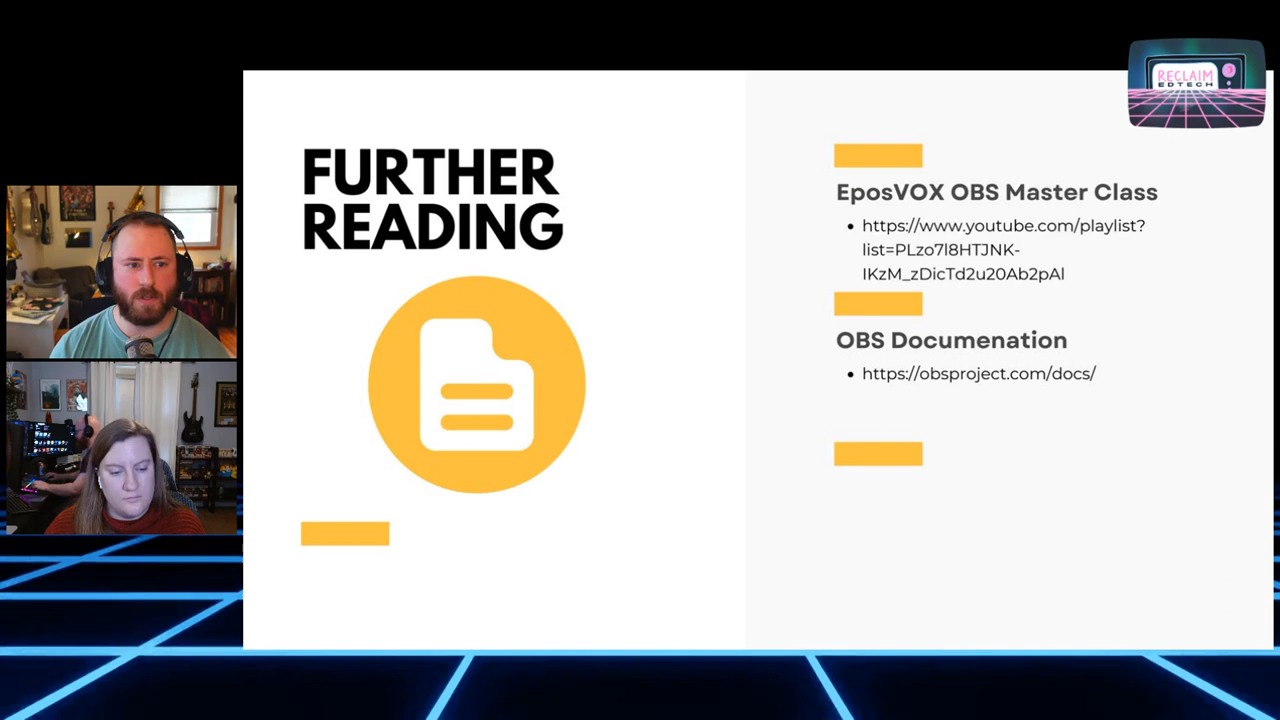 RECLAIM
EDTECH
FURTHER
READING
EposVOX OBS Master Class
• https://www.youtube.com/playlist?
list=PLzo7l8HTJNK-
IKzM_zDicTd2u20Ab2pAl
OBS Documenation
• https://obsproject.com/docs/